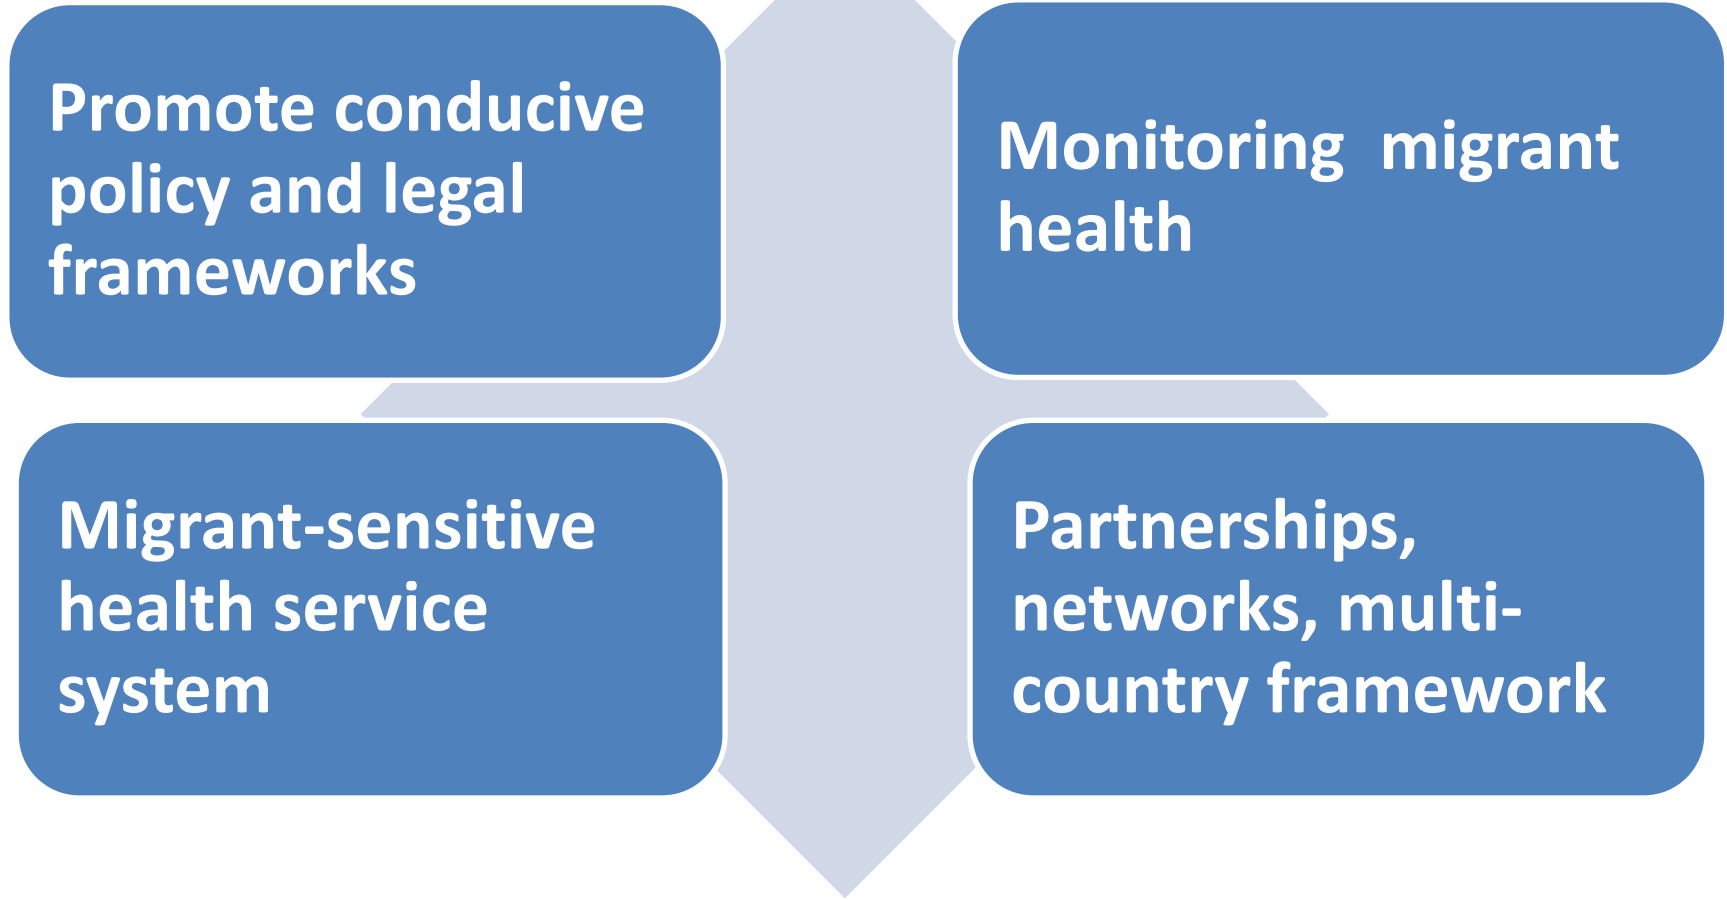 Promote conducive
policy and legal
frameworks
Monitoring  migrant
health
Migrant-sensitive
health service
system
Partnerships,
networks, multi-
country framework